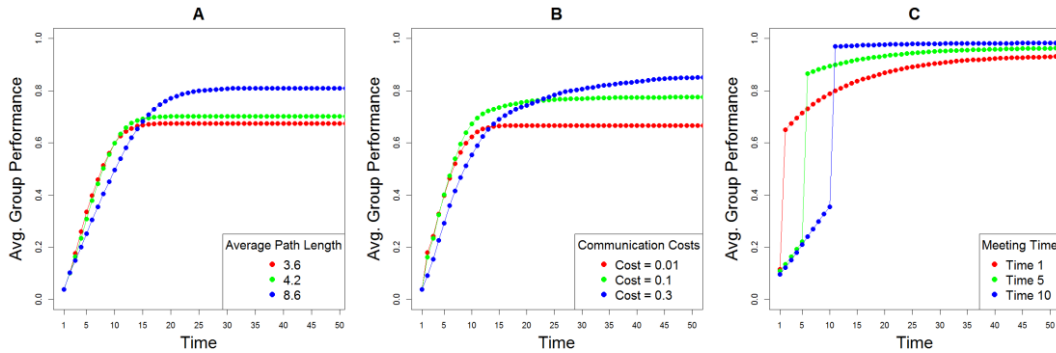 A
Avg. Group Performance
0.0 0.2 0.4 0.6 0.8 1.0
1 5 10 15 20 25 30 35 40 45 50
Time
Average Path Length
3.6
4.2
8.6
B
Avg. Group Performance
0.0 0.2 0.4 0.6 0.8 1.0
1 5 10 15 20 25 30 35 40 45 50
Time
Communication Costs
Cost = 0.01
Cost = 0.1
Cost = 0.3
C
Avg. Group Performance
0.0 0.2 0.4 0.6 0.8 1.0
1 5 10 15 20 25 30 35 40 45 50
Time
Meeting Time
Time 1
Time 5
Time 10